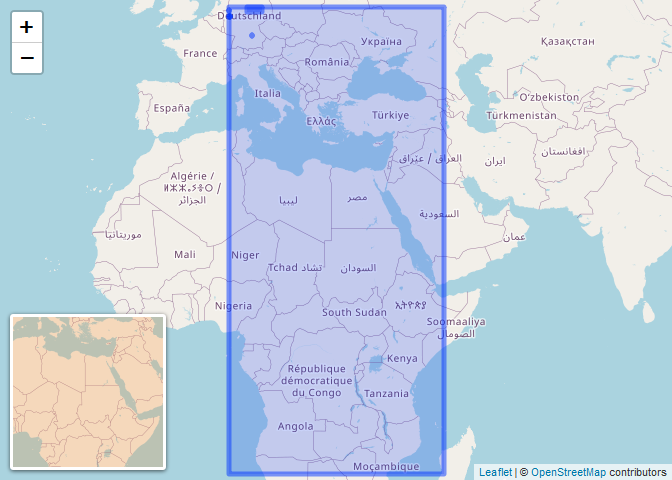 +
−
Deutschland
Україна
Қазақстан
France
România
Italia
O'zbekiston
España
Ελλάς
Türkiye
Türkmenistan
العراق / عێراق
ایران
افغانستان
Algérie /
ⵍⵣⵣⴰⵢⴻⵔ /
الجزائر
ليبيا
مصر
السعودية
موريتانيا
عمان
Mali
Niger
Tchad تشاد
السودان
Nigeria
South Sudan
ኢትዮጵያ
Soomaaliya
الصومال
Kenya
République
démocratique
du Congo
Tanzania
Angola
Moçambique
Leaflet | © OpenStreetMap contributors